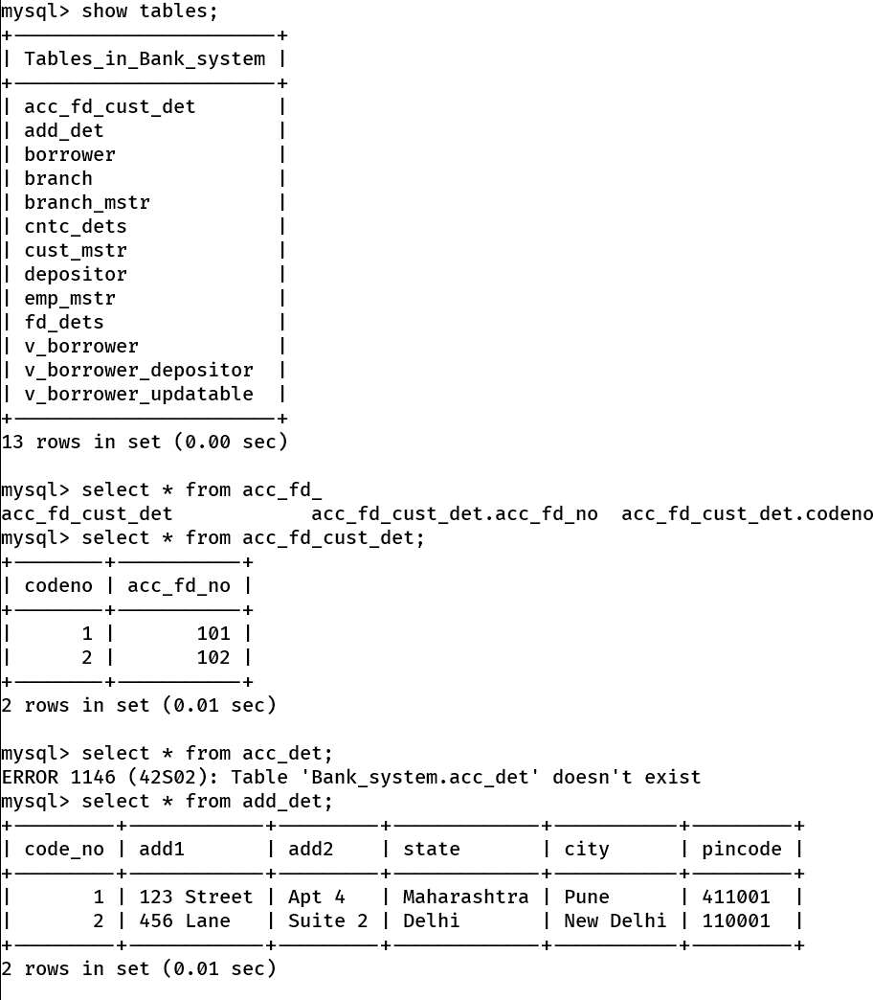 mysql> show tables;
+-----------------------+
| Tables_in_Bank_system |
+-----------------------+
| acc_fd_cust_det       |
| add_det               |
| borrower              |
| branch                |
| branch_mstr           |
| cntc_dets             |
| cust_mstr             |
| depositor             |
| emp_mstr              |
| fd_dets               |
| v_borrower            |
| v_borrower_depositor  |
| v_borrower_updatable  |
+-----------------------+
13 rows in set (0.00 sec)

mysql> select * from acc_fd_
acc_fd_cust_det            acc_fd_cust_det.acc_fd_no  acc_fd_cust_det.codeno
mysql> select * from acc_fd_cust_det;
+--------+-----------+
| codeno | acc_fd_no |
+--------+-----------+
|      1 |       101 |
|      2 |       102 |
+--------+-----------+
2 rows in set (0.01 sec)

mysql> select * from acc_det;
ERROR 1146 (42S02): Table 'Bank_system.acc_det' doesn't exist
mysql> select * from add_det;
+---------+------------+---------+-------------+-----------+---------+
| code_no | add1       | add2    | state       | city      | pincode |
+---------+------------+---------+-------------+-----------+---------+
|       1 | 123 Street | Apt 4   | Maharashtra | Pune      | 411001  |
|       2 | 456 Lane   | Suite 2 | Delhi       | New Delhi | 110001  |
+---------+------------+---------+-------------+-----------+---------+
2 rows in set (0.01 sec)